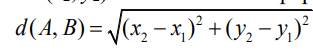 d(A, B) = √((x₂ − x₁)² + (y₂ − y₁)²)